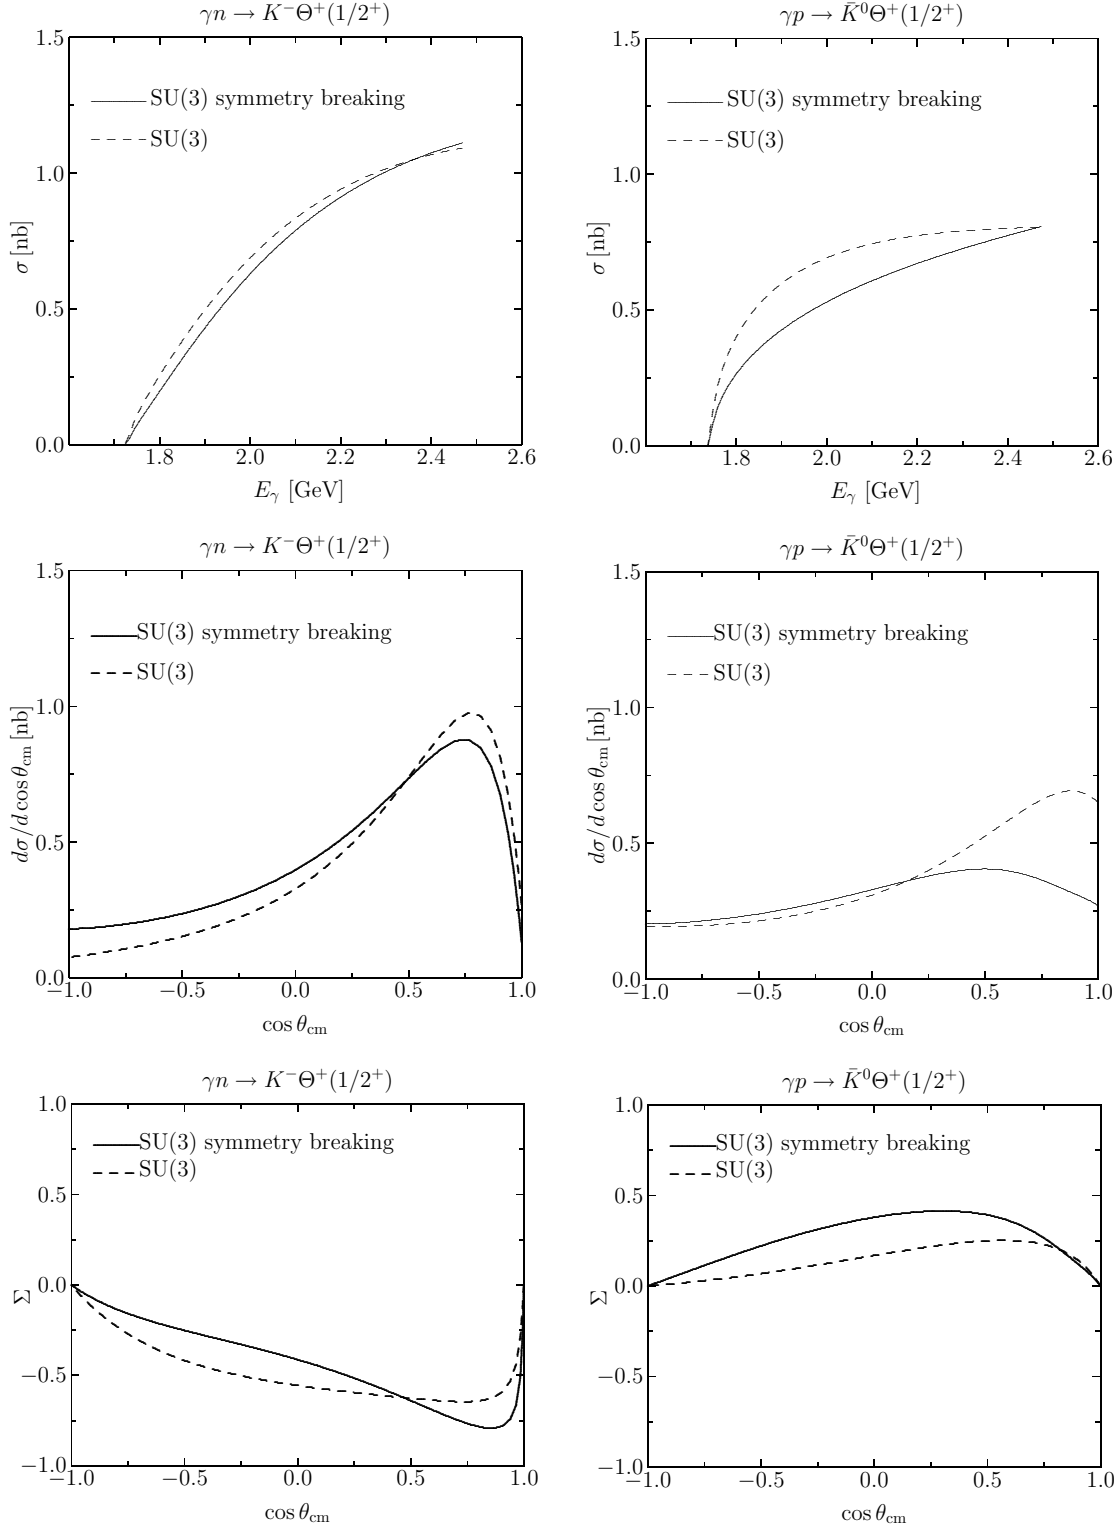 γn → K⁻Θ⁺(1/2⁺)
1.5
1.0
0.5
0.0
σ [nb]
SU(3) symmetry breaking
SU(3)
1.8 2.0 2.2 2.4 2.6
E_γ [GeV]
γp → K̄⁰Θ⁺(1/2⁺)
1.5
1.0
0.5
0.0
σ [nb]
SU(3) symmetry breaking
SU(3)
1.8 2.0 2.2 2.4 2.6
E_γ [GeV]
γn → K⁻Θ⁺(1/2⁺)
1.5
1.0
0.5
0.0
dσ/d cos θ_cm [nb]
SU(3) symmetry breaking
SU(3)
−1.0 −0.5 0.0 0.5 1.0
cos θ_cm
γp → K̄⁰Θ⁺(1/2⁺)
1.5
1.0
0.5
0.0
dσ/d cos θ_cm [nb]
SU(3) symmetry breaking
SU(3)
−1.0 −0.5 0.0 0.5 1.0
cos θ_cm
γn → K⁻Θ⁺(1/2⁺)
1.0
0.5
0.0
−0.5
−1.0
Σ
SU(3) symmetry breaking
SU(3)
−1.0 −0.5 0.0 0.5 1.0
cos θ_cm
γp → K̄⁰Θ⁺(1/2⁺)
1.0
0.5
0.0
−0.5
−1.0
Σ
SU(3) symmetry breaking
SU(3)
−1.0 −0.5 0.0 0.5 1.0
cos θ_cm